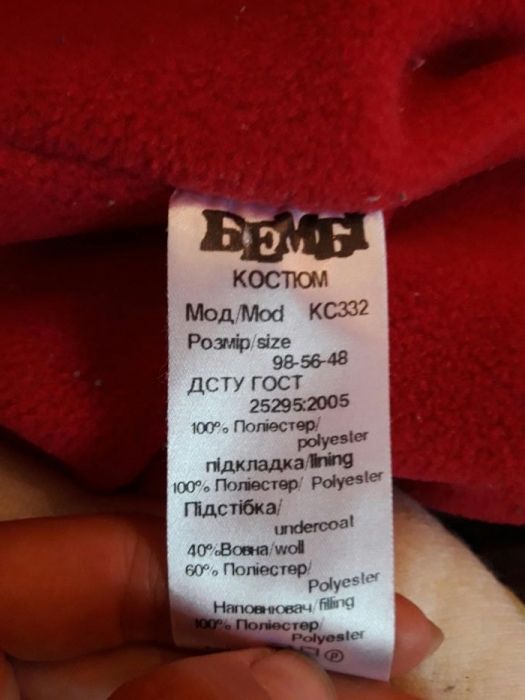 БЕМБІ
КОСТЮМ
Мод/Mod КС332
Розмір/size
98-56-48
ДСТУ ГОСТ
25295:2005
100% Поліестер/
polyester
підкладка/lining
100% Поліестер/ Polyester
Підстібка/
undercoat
40%Вовна/woll
60% Поліестер/
Polyester
Наповнювач/filling
100% Поліестер/
Polyester
P